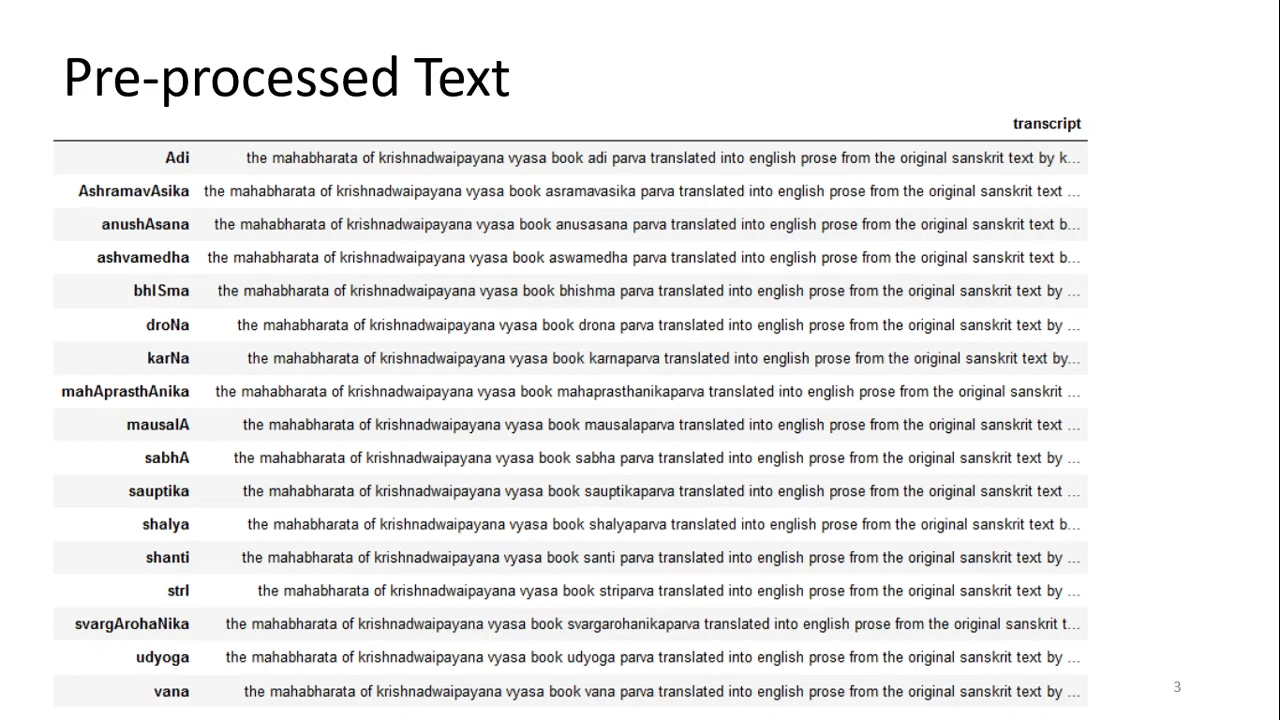 Pre-processed Text
transcript
Adi the mahabharata of krishnadwaipayana vyasa book adi parva translated into english prose from the original sanskrit text by k...
AshramavAsika the mahabharata of krishnadwaipayana vyasa book asramavasika parva translated into english prose from the original sanskrit text ...
anushAsana the mahabharata of krishnadwaipayana vyasa book anusasana parva translated into english prose from the original sanskrit text b...
ashvamedha the mahabharata of krishnadwaipayana vyasa book aswamedha parva translated into english prose from the original sanskrit text b...
bhISma the mahabharata of krishnadwaipayana vyasa book bhishma parva translated into english prose from the original sanskrit text by ...
droNa the mahabharata of krishnadwaipayana vyasa book drona parva translated into english prose from the original sanskrit text by ...
karNa the mahabharata of krishnadwaipayana vyasa book karnaparva translated into english prose from the original sanskrit text by...
mahAprasthAnika the mahabharata of krishnadwaipayana vyasa book mahaprasthanikaparva translated into english prose from the original sanskrit ...
mausalA the mahabharata of krishnadwaipayana vyasa book mausalaparva translated into english prose from the original sanskrit text ...
sabhA the mahabharata of krishnadwaipayana vyasa book sabha parva translated into english prose from the original sanskrit text by ...
sauptika the mahabharata of krishnadwaipayana vyasa book sauptikaparva translated into english prose from the original sanskrit text ...
shalya the mahabharata of krishnadwaipayana vyasa book shalyaparva translated into english prose from the original sanskrit text b...
shanti the mahabharata of krishnadwaipayana vyasa book santi parva translated into english prose from the original sanskrit text by ...
strI the mahabharata of krishnadwaipayana vyasa book striparva translated into english prose from the original sanskrit text by ...
svargArohaNika the mahabharata of krishnadwaipayana vyasa book svargarohanikaparva translated into english prose from the original sanskrit t...
udyoga the mahabharata of krishnadwaipayana vyasa book udyoga parva translated into english prose from the original sanskrit text by ...
vana the mahabharata of krishnadwaipayana vyasa book vana parva translated into english prose from the original sanskrit text by ...
3